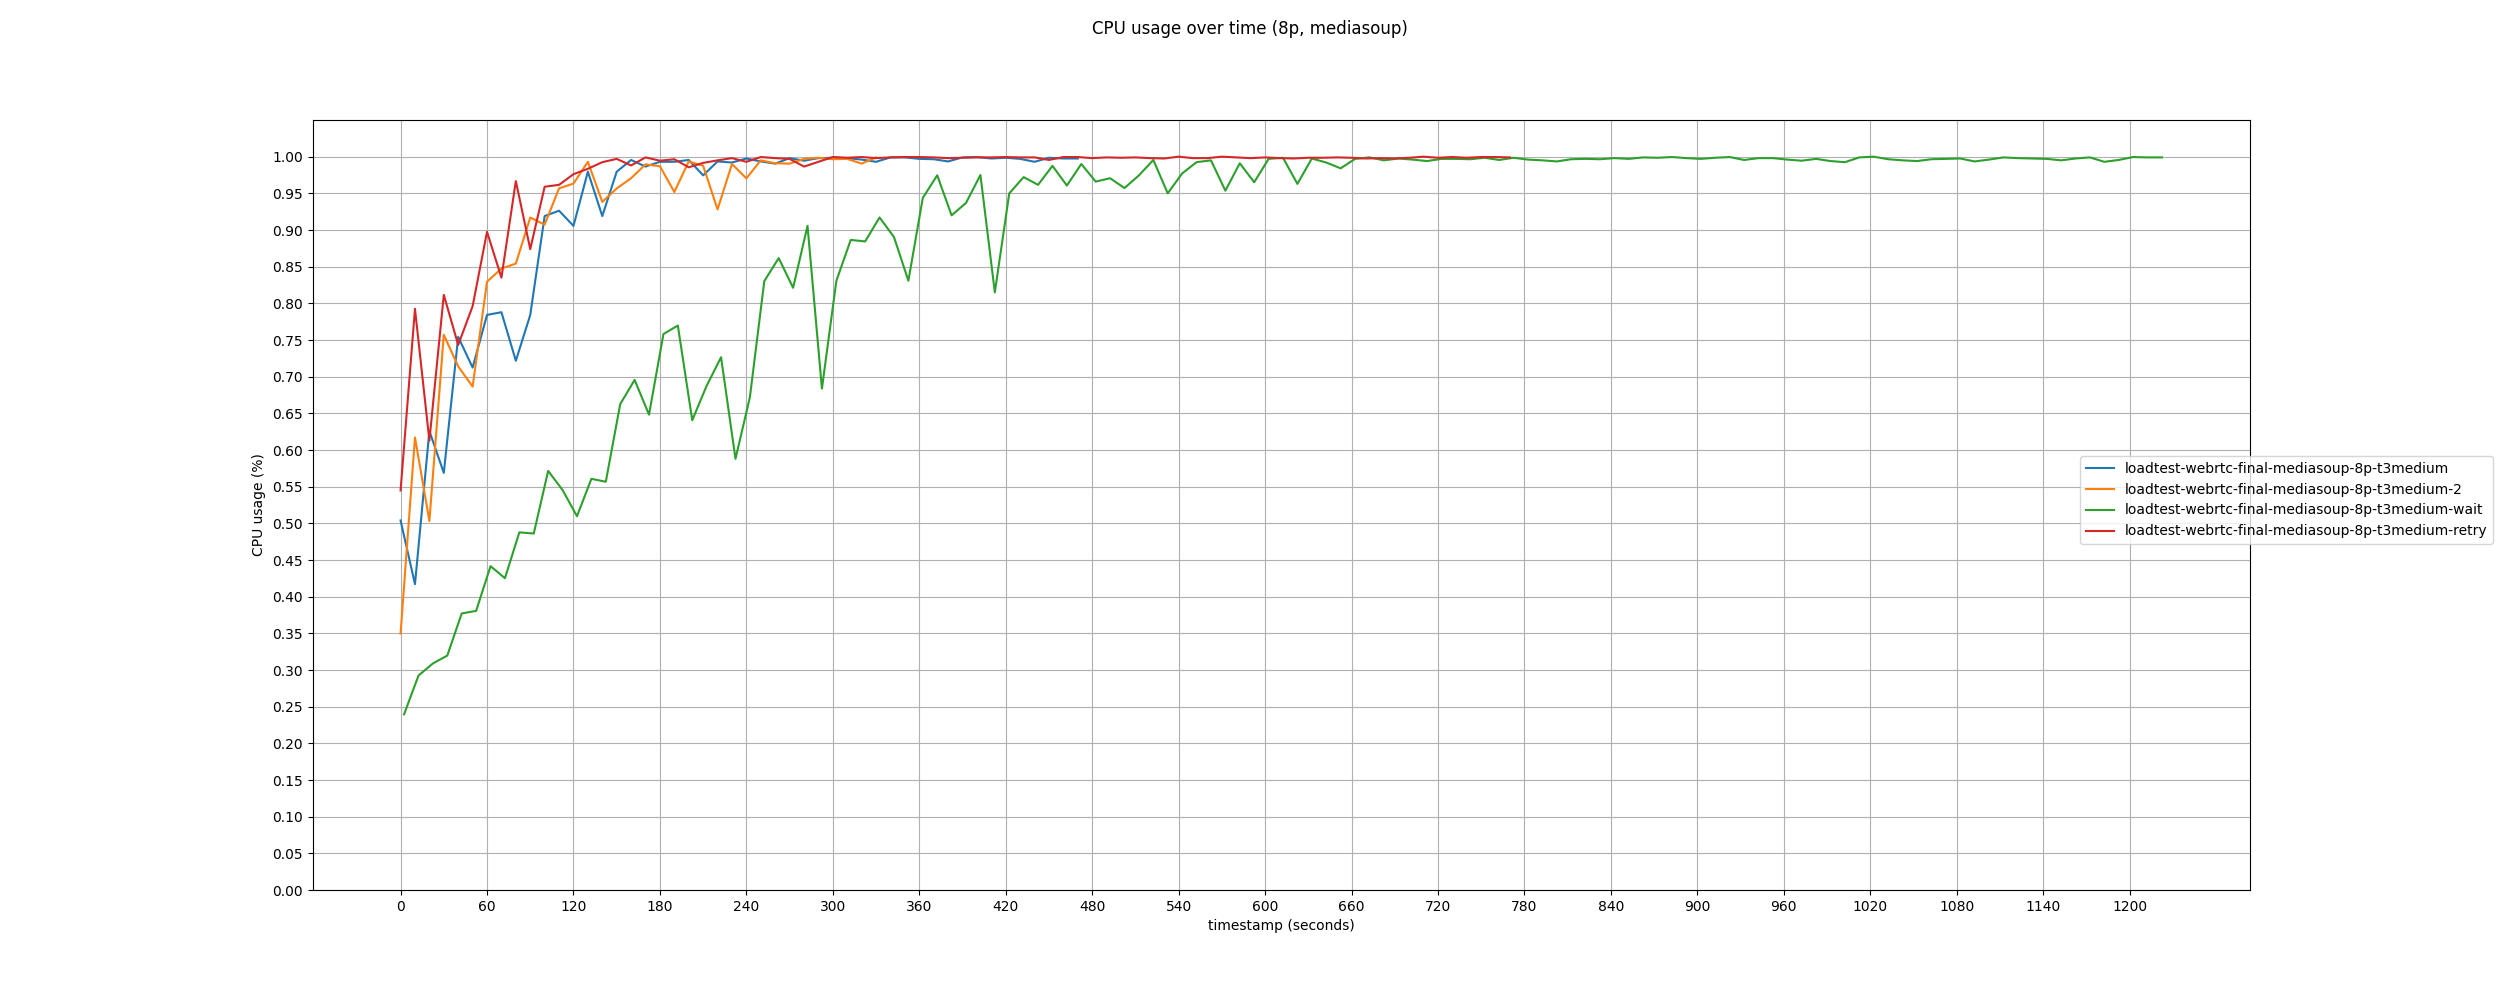 CPU usage over time (8p, mediasoup)
1.00
0.95
0.90
0.85
0.80
0.75
0.70
0.65
0.60
0.55
0.50
0.45
0.40
0.35
0.30
0.25
0.20
0.15
0.10
0.05
0.00
CPU usage (%)
loadtest-webrtc-final-mediasoup-8p-t3medium
loadtest-webrtc-final-mediasoup-8p-t3medium-2
loadtest-webrtc-final-mediasoup-8p-t3medium-wait
loadtest-webrtc-final-mediasoup-8p-t3medium-retry
0 60 120 180 240 300 360 420 480 540 600 660 720 780 840 900 960 1020 1080 1140 1200
timestamp (seconds)